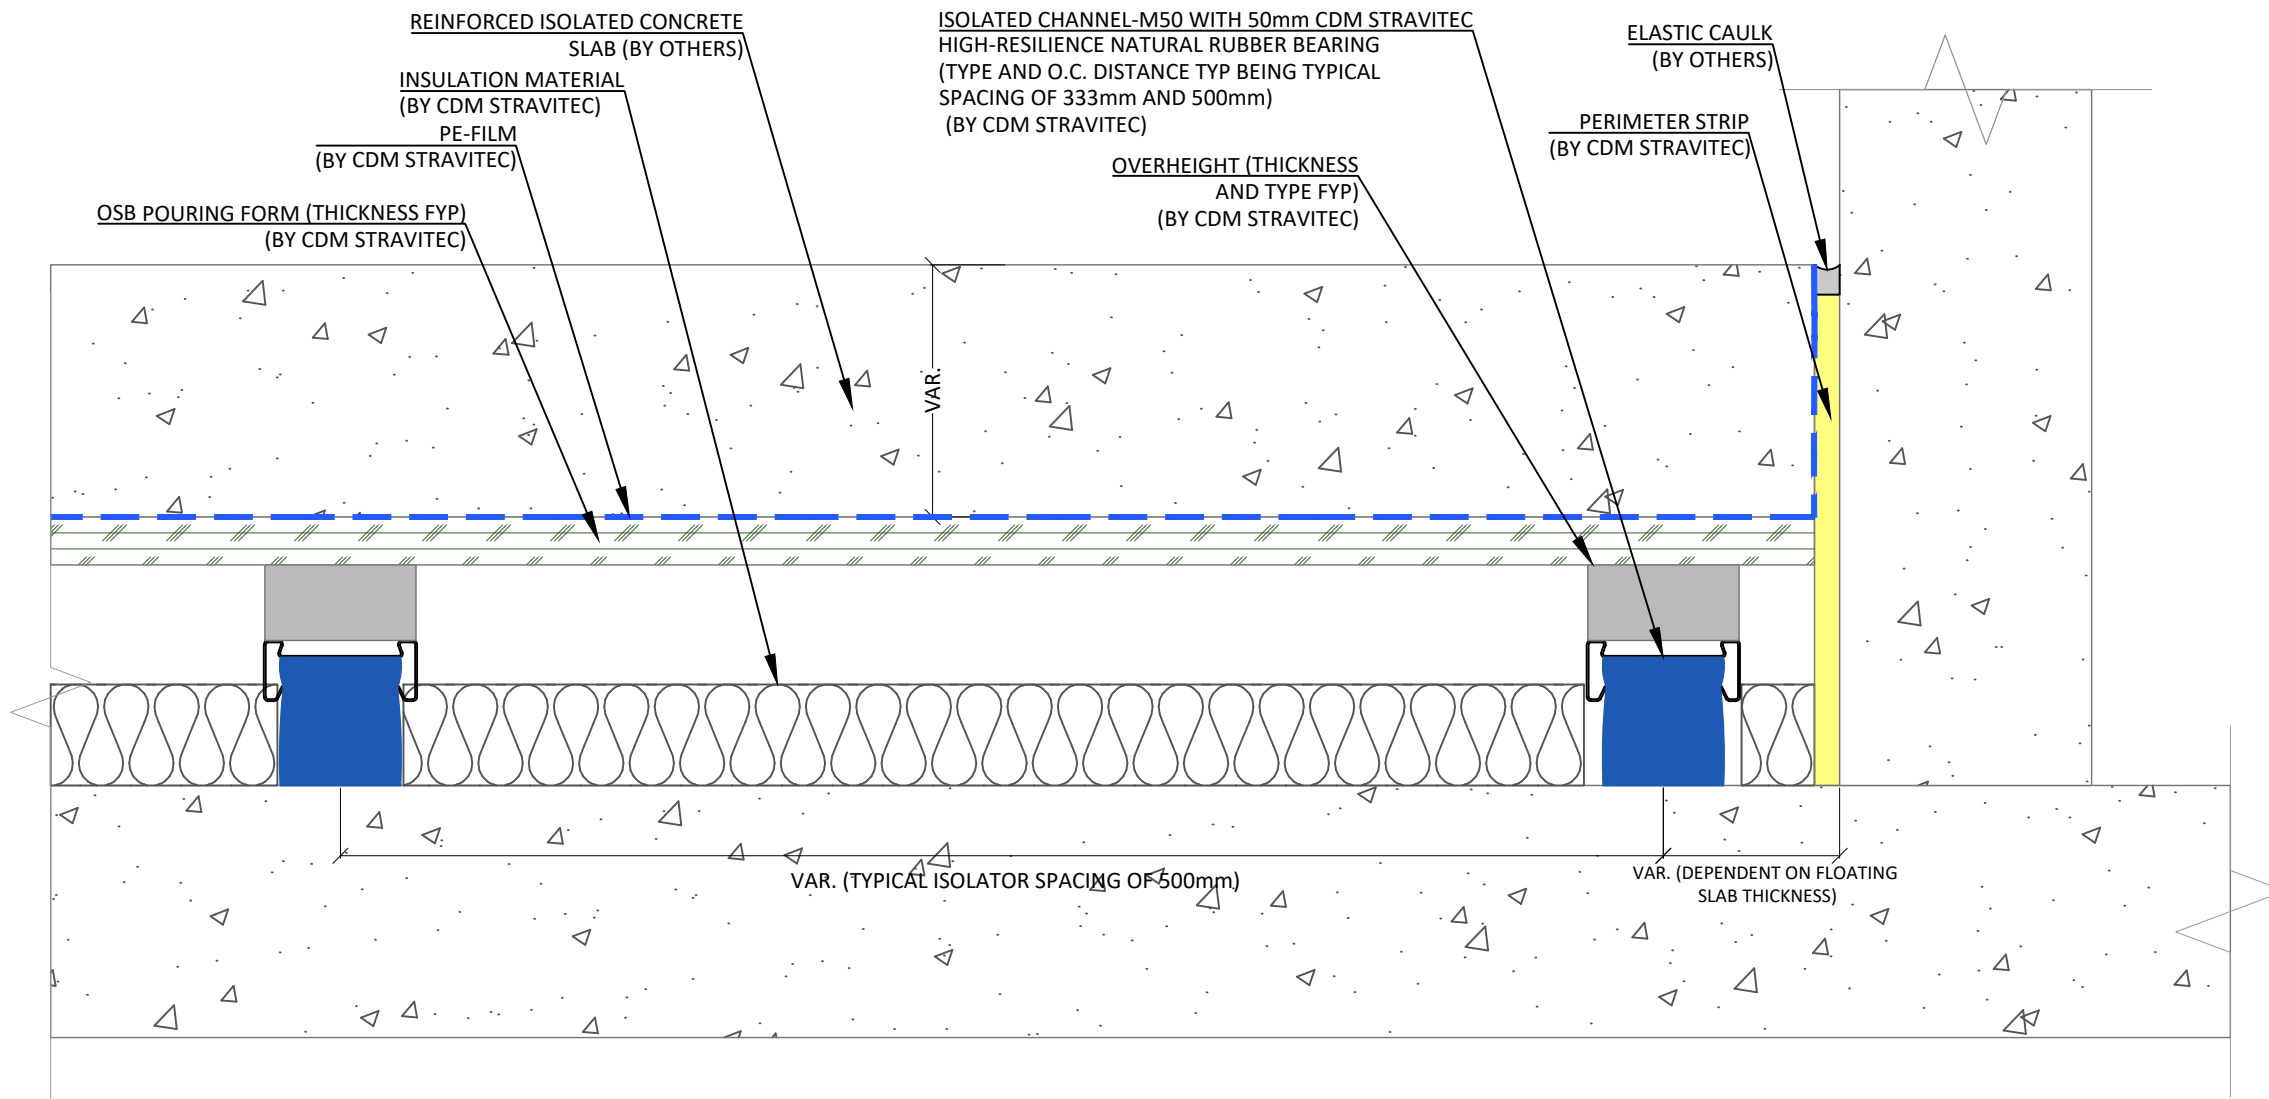 REINFORCED ISOLATED CONCRETE
SLAB (BY OTHERS)
INSULATION MATERIAL
(BY CDM STRAVITEC)
PE-FILM
(BY CDM STRAVITEC)
OSB POURING FORM (THICKNESS FYP)
(BY CDM STRAVITEC)
ISOLATED CHANNEL-M50 WITH 50mm CDM STRAVITEC
HIGH-RESILIENCE NATURAL RUBBER BEARING
(TYPE AND O.C. DISTANCE TYP BEING TYPICAL
SPACING OF 333mm AND 500mm)
(BY CDM STRAVITEC)
OVERHEIGHT (THICKNESS
AND TYPE FYP)
(BY CDM STRAVITEC)
ELASTIC CAULK
(BY OTHERS)
PERIMETER STRIP
(BY CDM STRAVITEC)
VAR.
VAR. (TYPICAL ISOLATOR SPACING OF 500mm)
VAR. (DEPENDENT ON FLOATING
SLAB THICKNESS)